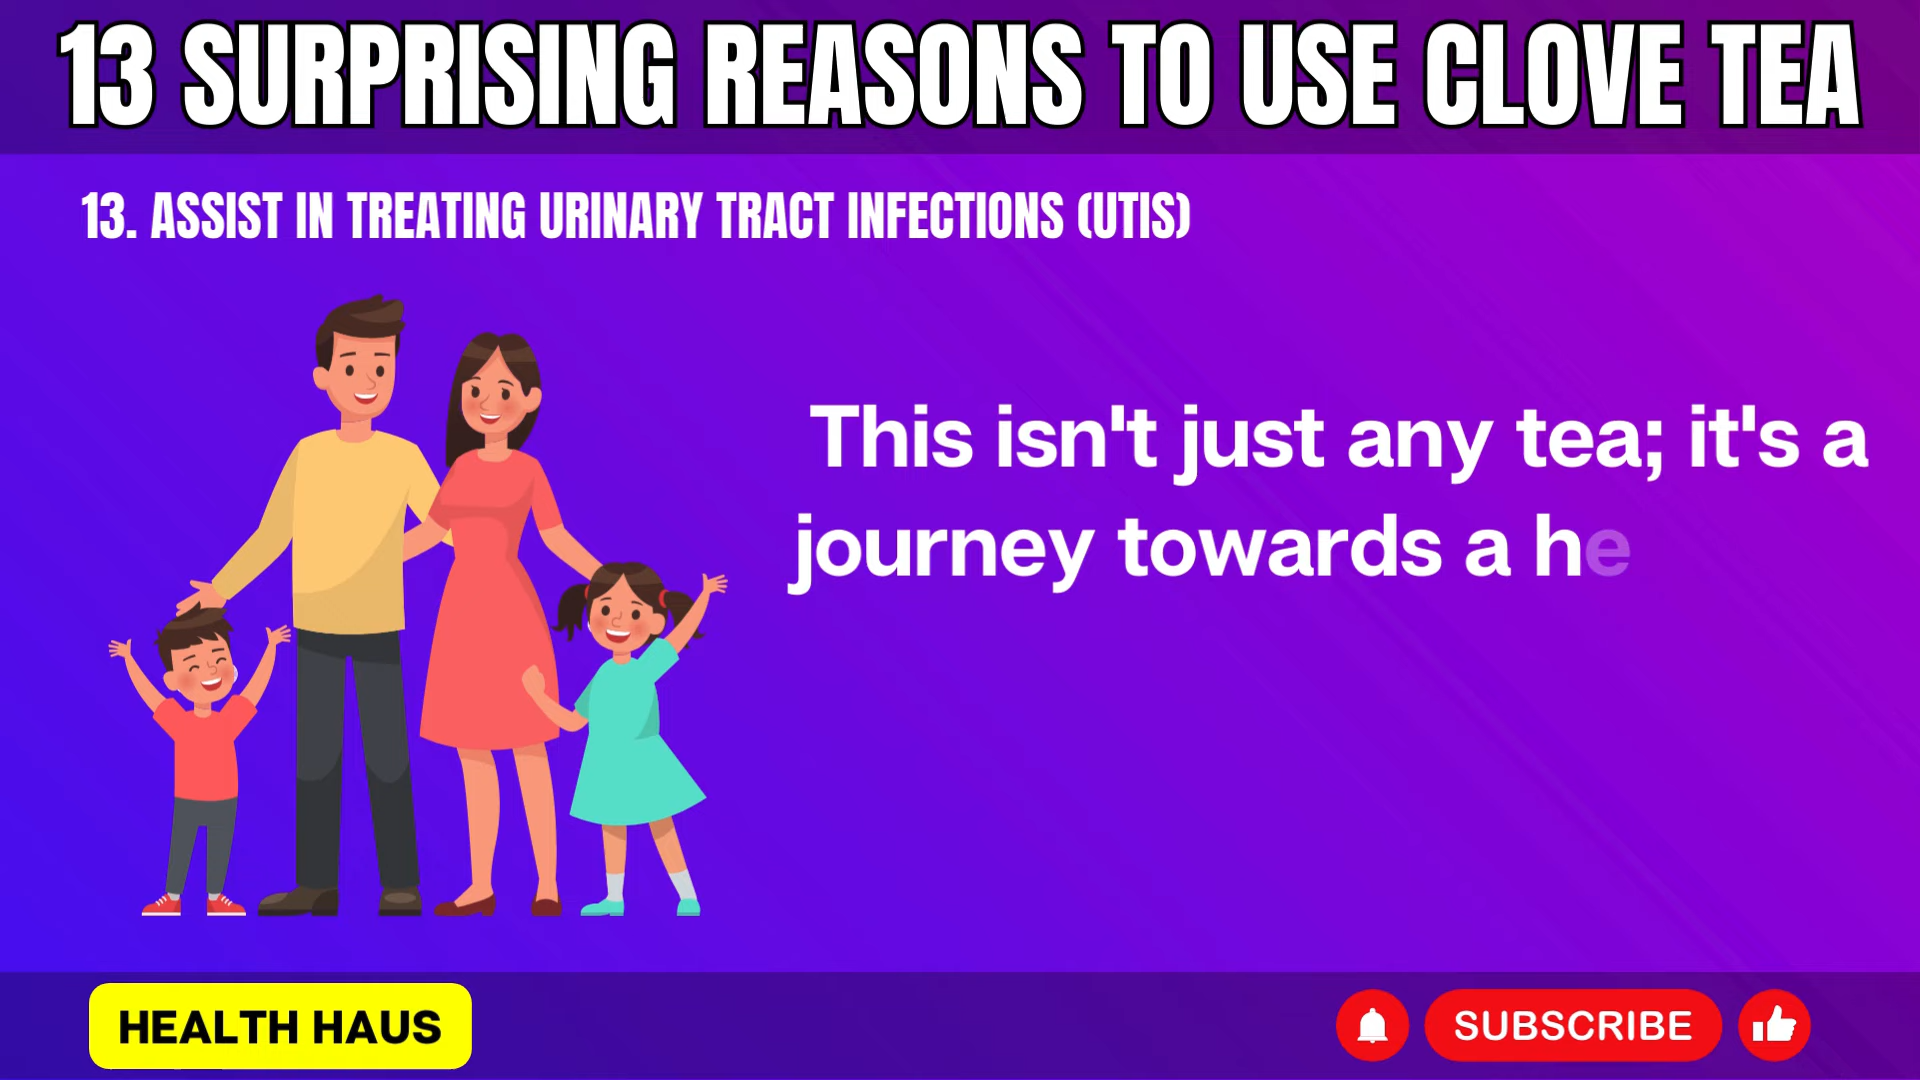 13 SURPRISING REASONS TO USE CLOVE TEA
13. ASSIST IN TREATING URINARY TRACT INFECTIONS (UTIS)
This isn't just any tea; it's a
journey towards a he
HEALTH HAUS
SUBSCRIBE